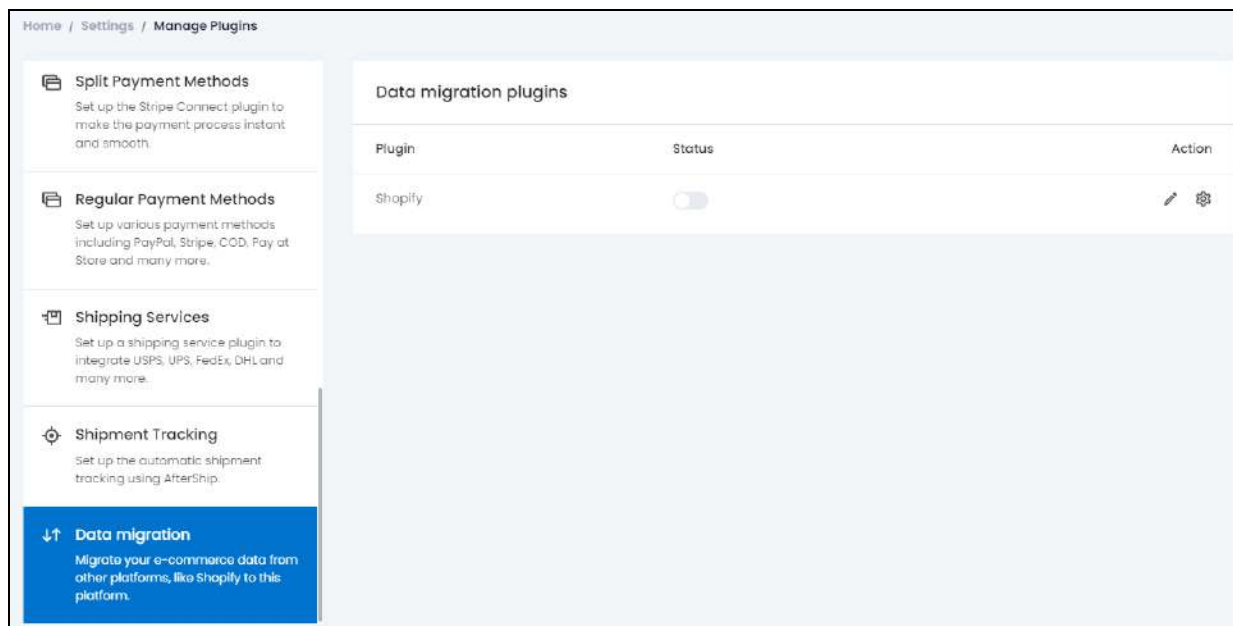 Home / Settings / Manage Plugins
Split Payment Methods
Set up the Stripe Connect plugin to
make the payment process instant
and smooth.
Regular Payment Methods
Set up various payment methods
including PayPal, Stripe, COD, Pay at
Store and many more.
Shipping Services
Set up a shipping service plugin to
integrate USPS, UPS, FedEx, DHL and
many more.
Shipment Tracking
Set up the automatic shipment
tracking using AfterShip.
Data migration
Migrate your e-commerce data from
other platforms, like Shopify to this
platform.
Data migration plugins
Plugin Status Action
Shopify